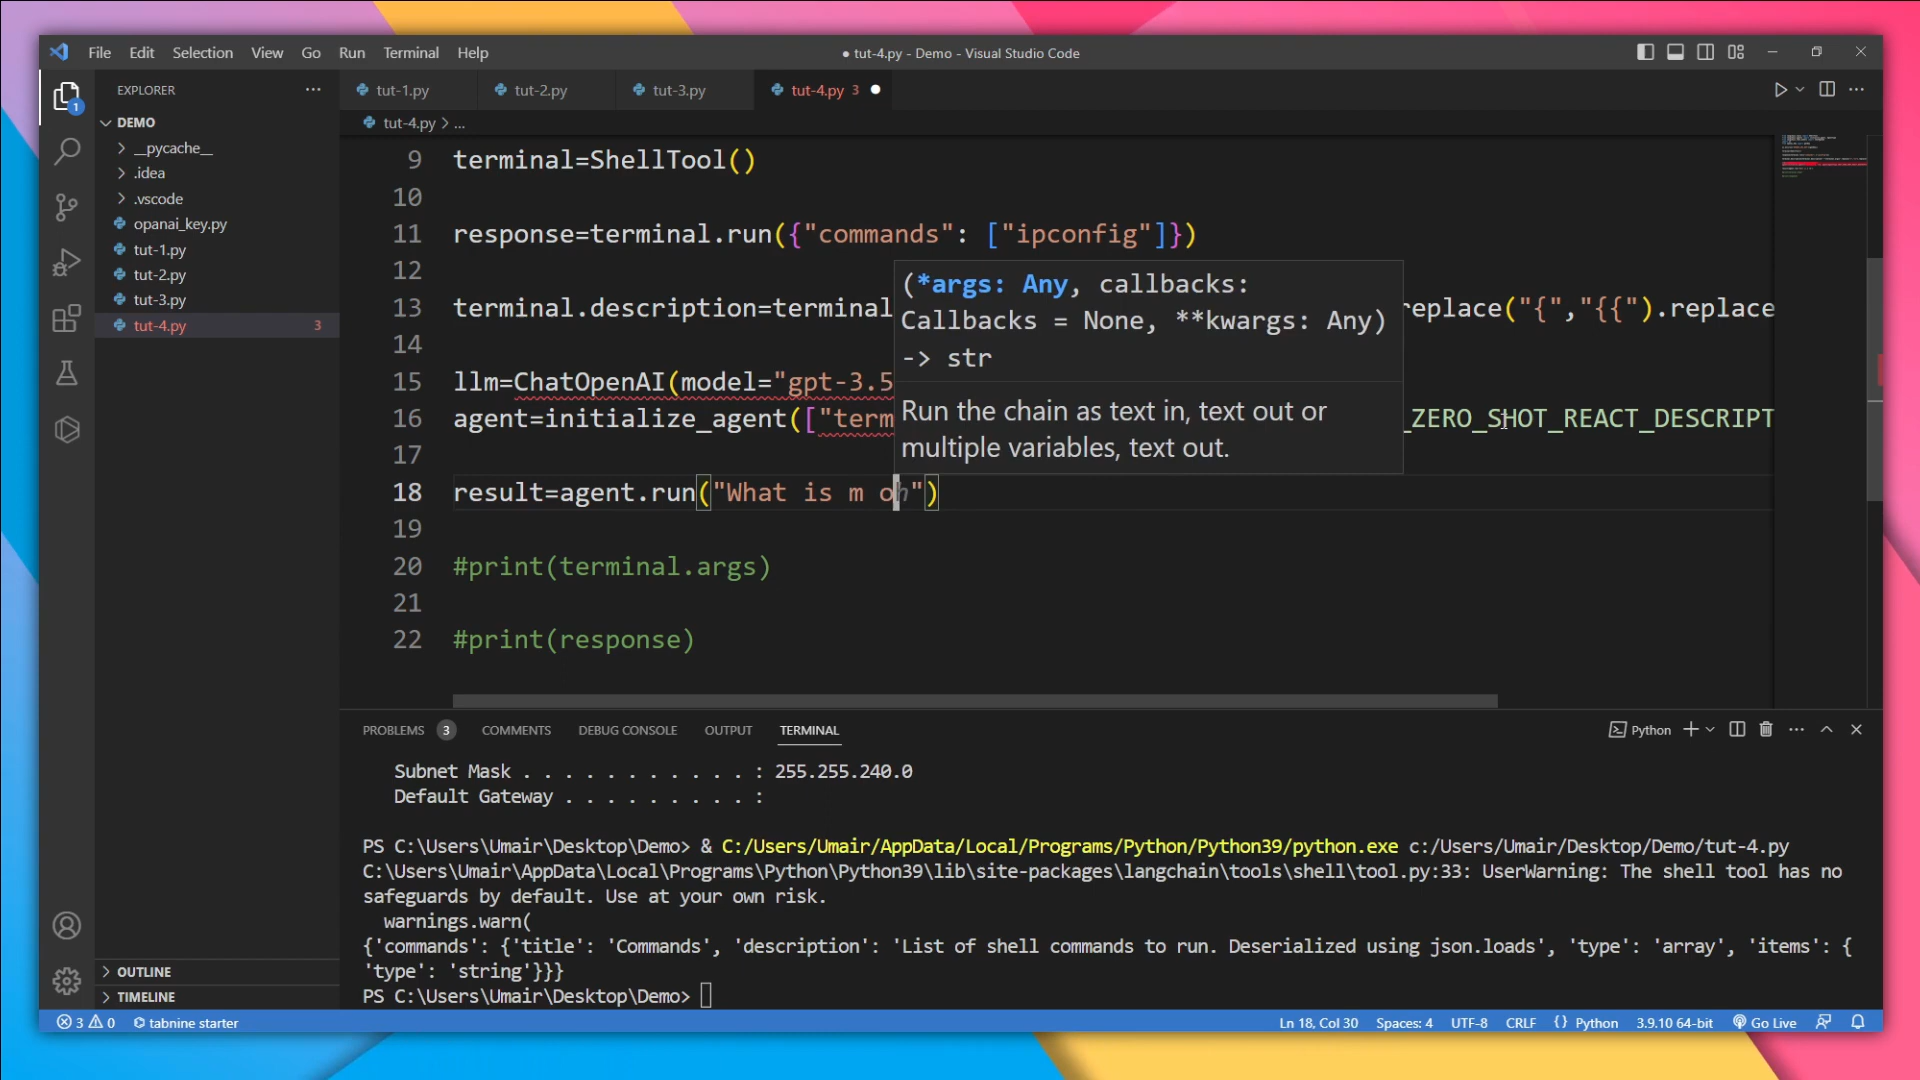 File Edit Selection View Go Run Terminal Help
● tut-4.py - Demo - Visual Studio Code
1
EXPLORER ...
tut-1.py
tut-2.py
tut-3.py
tut-4.py 3 ●
tut-4.py > ...
DEMO
__pycache__
.idea
.vscode
opanai_key.py
tut-1.py
tut-2.py
tut-3.py
tut-4.py 3
OUTLINE
TIMELINE
9 terminal=ShellTool()
10
11 response=terminal.run({"commands": ["ipconfig"]})
12
13 terminal.description=terminal replace("{","{{").replace
14
15 llm=ChatOpenAI(model="gpt-3.5
16 agent=initialize_agent(["term _ZERO_SHOT_REACT_DESCRIPT
17
18 result=agent.run("What is m oh")
19
20 #print(terminal.args)
21
22 #print(response)
(*args: Any, callbacks:
Callbacks = None, **kwargs: Any)
-> str
Run the chain as text in, text out or
multiple variables, text out.
PROBLEMS 3 COMMENTS DEBUG CONSOLE OUTPUT TERMINAL
Python
Subnet Mask . . . . . . . . . . . : 255.255.240.0
Default Gateway . . . . . . . . . :
PS C:\Users\Umair\Desktop\Demo> & C:/Users/Umair/AppData/Local/Programs/Python/Python39/python.exe c:/Users/Umair/Desktop/Demo/tut-4.py
C:\Users\Umair\AppData\Local\Programs\Python\Python39\lib\site-packages\langchain\tools\shell\tool.py:33: UserWarning: The shell tool has no
safeguards by default. Use at your own risk.
warnings.warn(
{'commands': {'title': 'Commands', 'description': 'List of shell commands to run. Deserialized using json.loads', 'type': 'array', 'items': {
'type': 'string'}}}
PS C:\Users\Umair\Desktop\Demo>
3 0 tabnine starter
Ln 18, Col 30 Spaces: 4 UTF-8 CRLF {} Python 3.9.10 64-bit Go Live